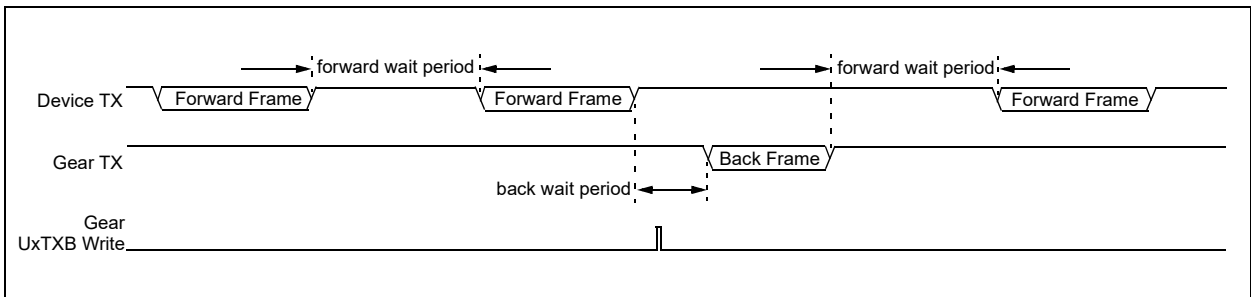 forward wait period forward wait period
Device TX Forward Frame Forward Frame Forward Frame
Gear TX Back Frame
back wait period
Gear
UxTXB Write